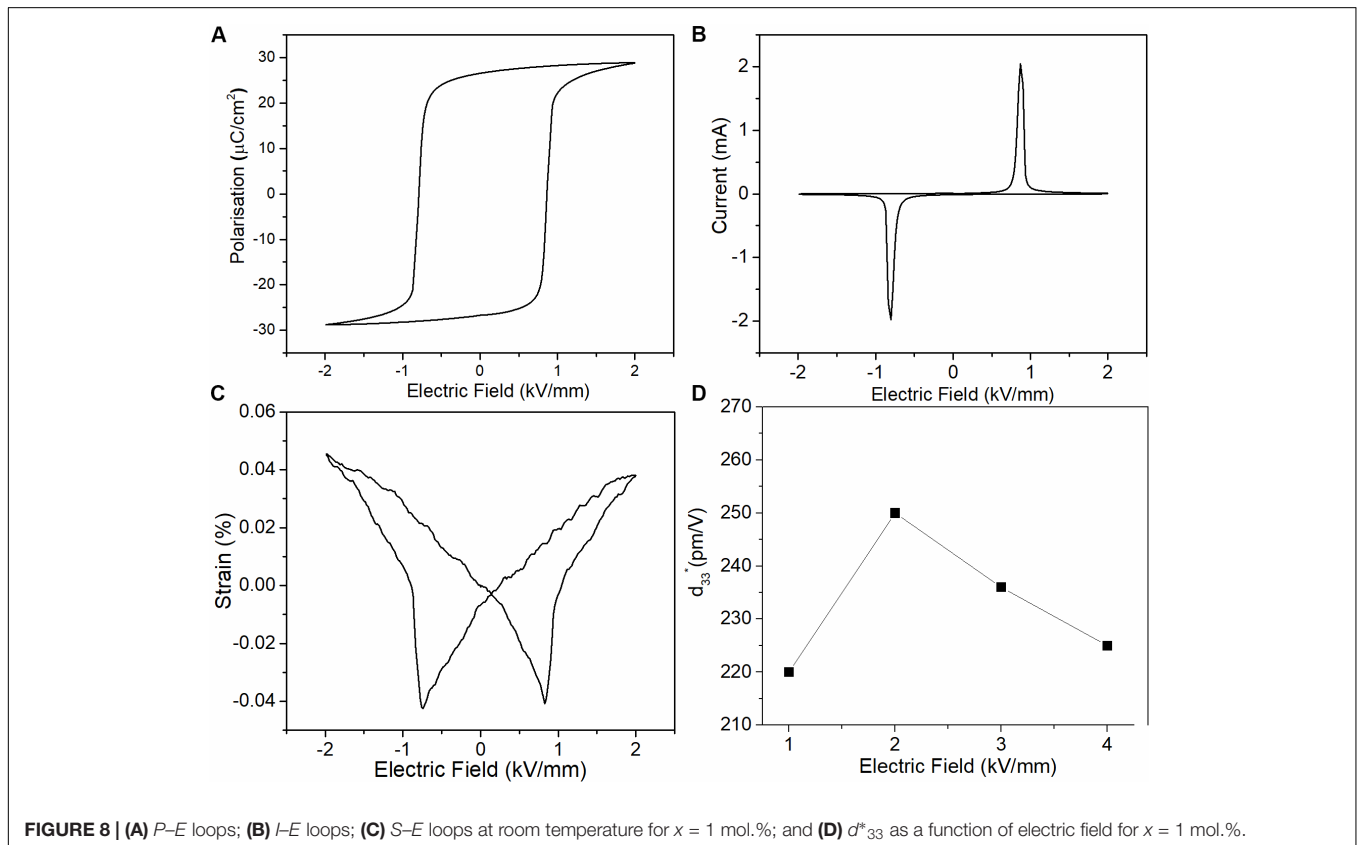 A
30
20
10
0
-10
-20
-30
Polarisation (μC/cm²)
-2 -1 0 1 2
Electric Field (kV/mm)
B
2
1
0
-1
-2
Current (mA)
-2 -1 0 1 2
Electric Field (kV/mm)
C
0.06
0.04
0.02
0.00
-0.02
-0.04
Strain (%)
-2 -1 0 1 2
Electric Field (kV/mm)
D
270
260
250
240
230
220
210
d₃₃* (pm/V)
1 2 3 4
Electric Field (kV/mm)
FIGURE 8 | (A) P–E loops; (B) I–E loops; (C) S–E loops at room temperature for x = 1 mol.%; and (D) d*₃₃ as a function of electric field for x = 1 mol.%.